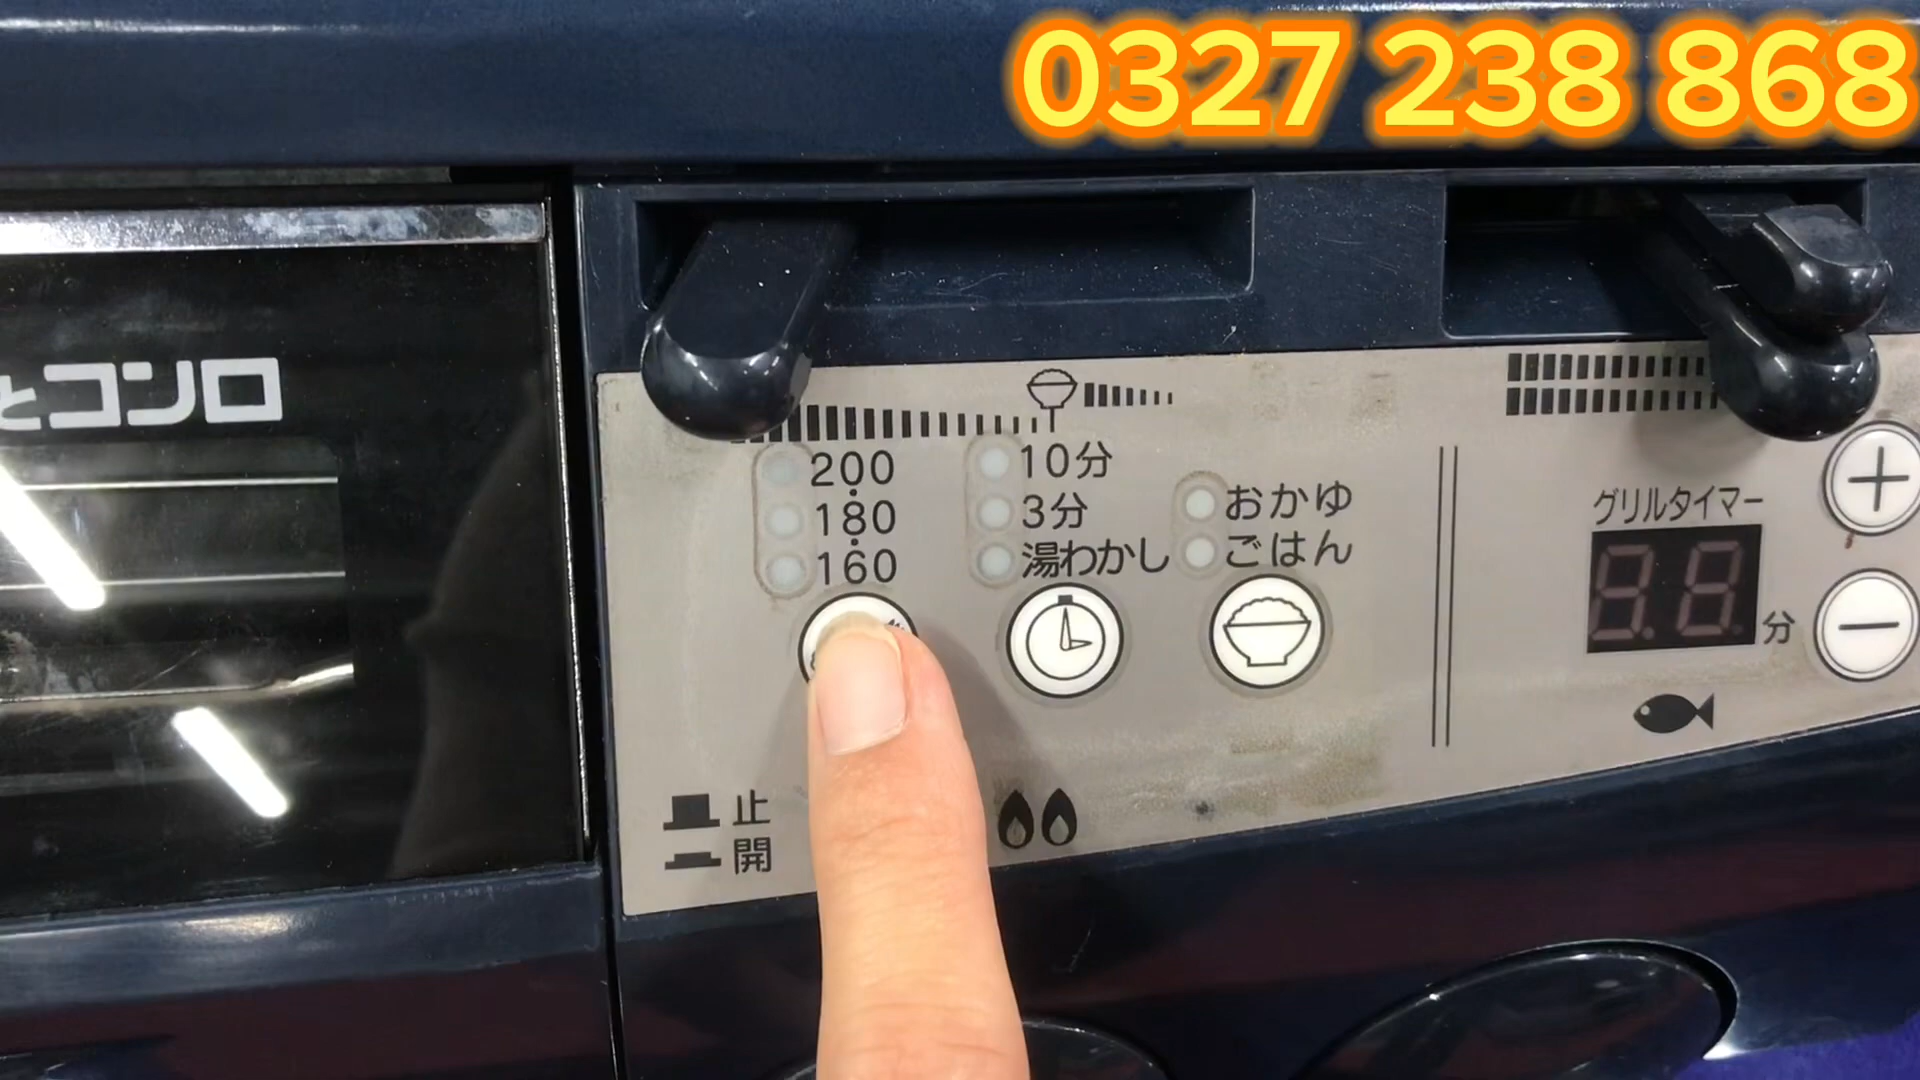 0327 238 868
とコンロ
200
180
160
10分
3分
湯わかし
おかゆ
ごはん
グリルタイマー
8.8.
分
止
開